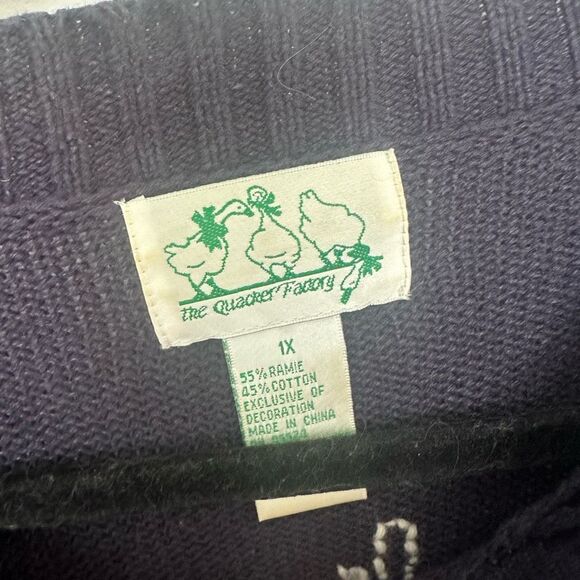 the Quacker Factory
1X
55% RAMIE
45% COTTON
EXCLUSIVE OF
DECORATION
MADE IN CHINA